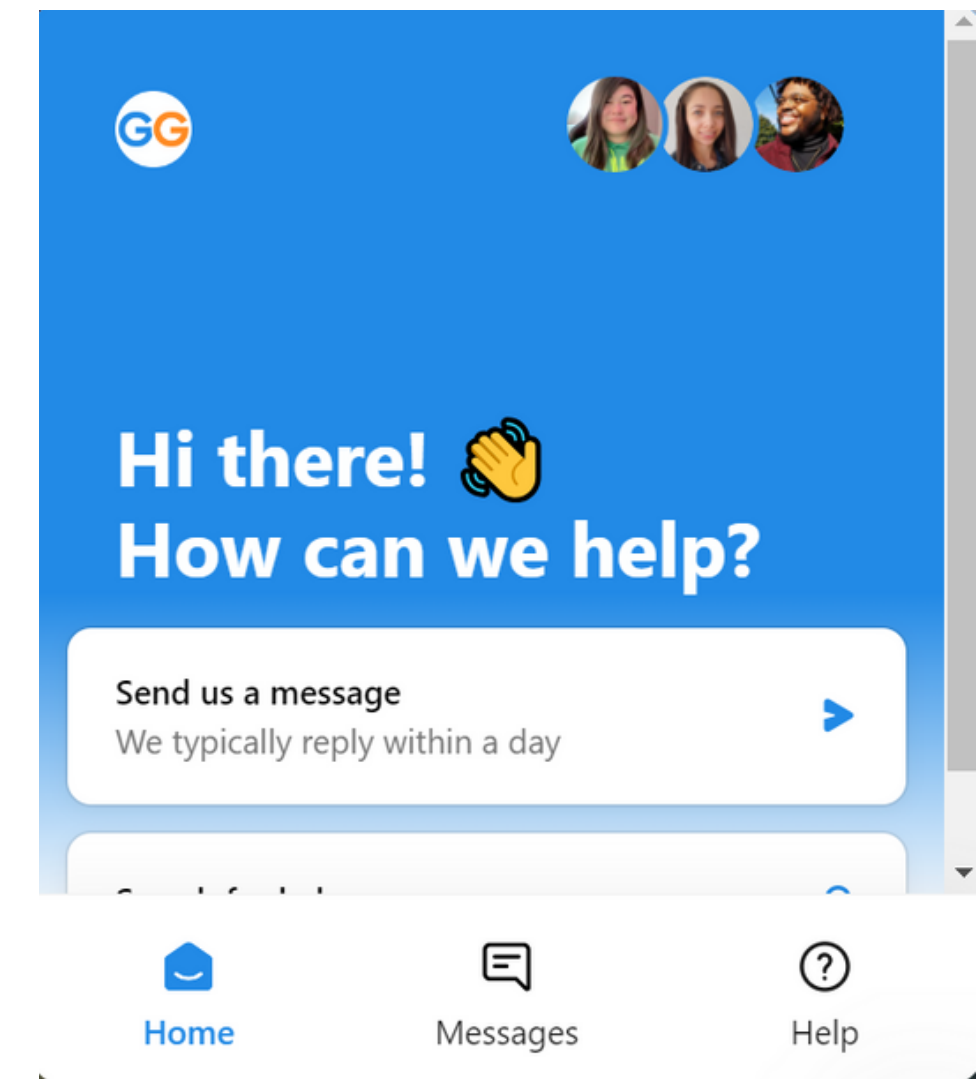 GG
Hi there! 👋
How can we help?
Send us a message
We typically reply within a day
Home
Messages
Help